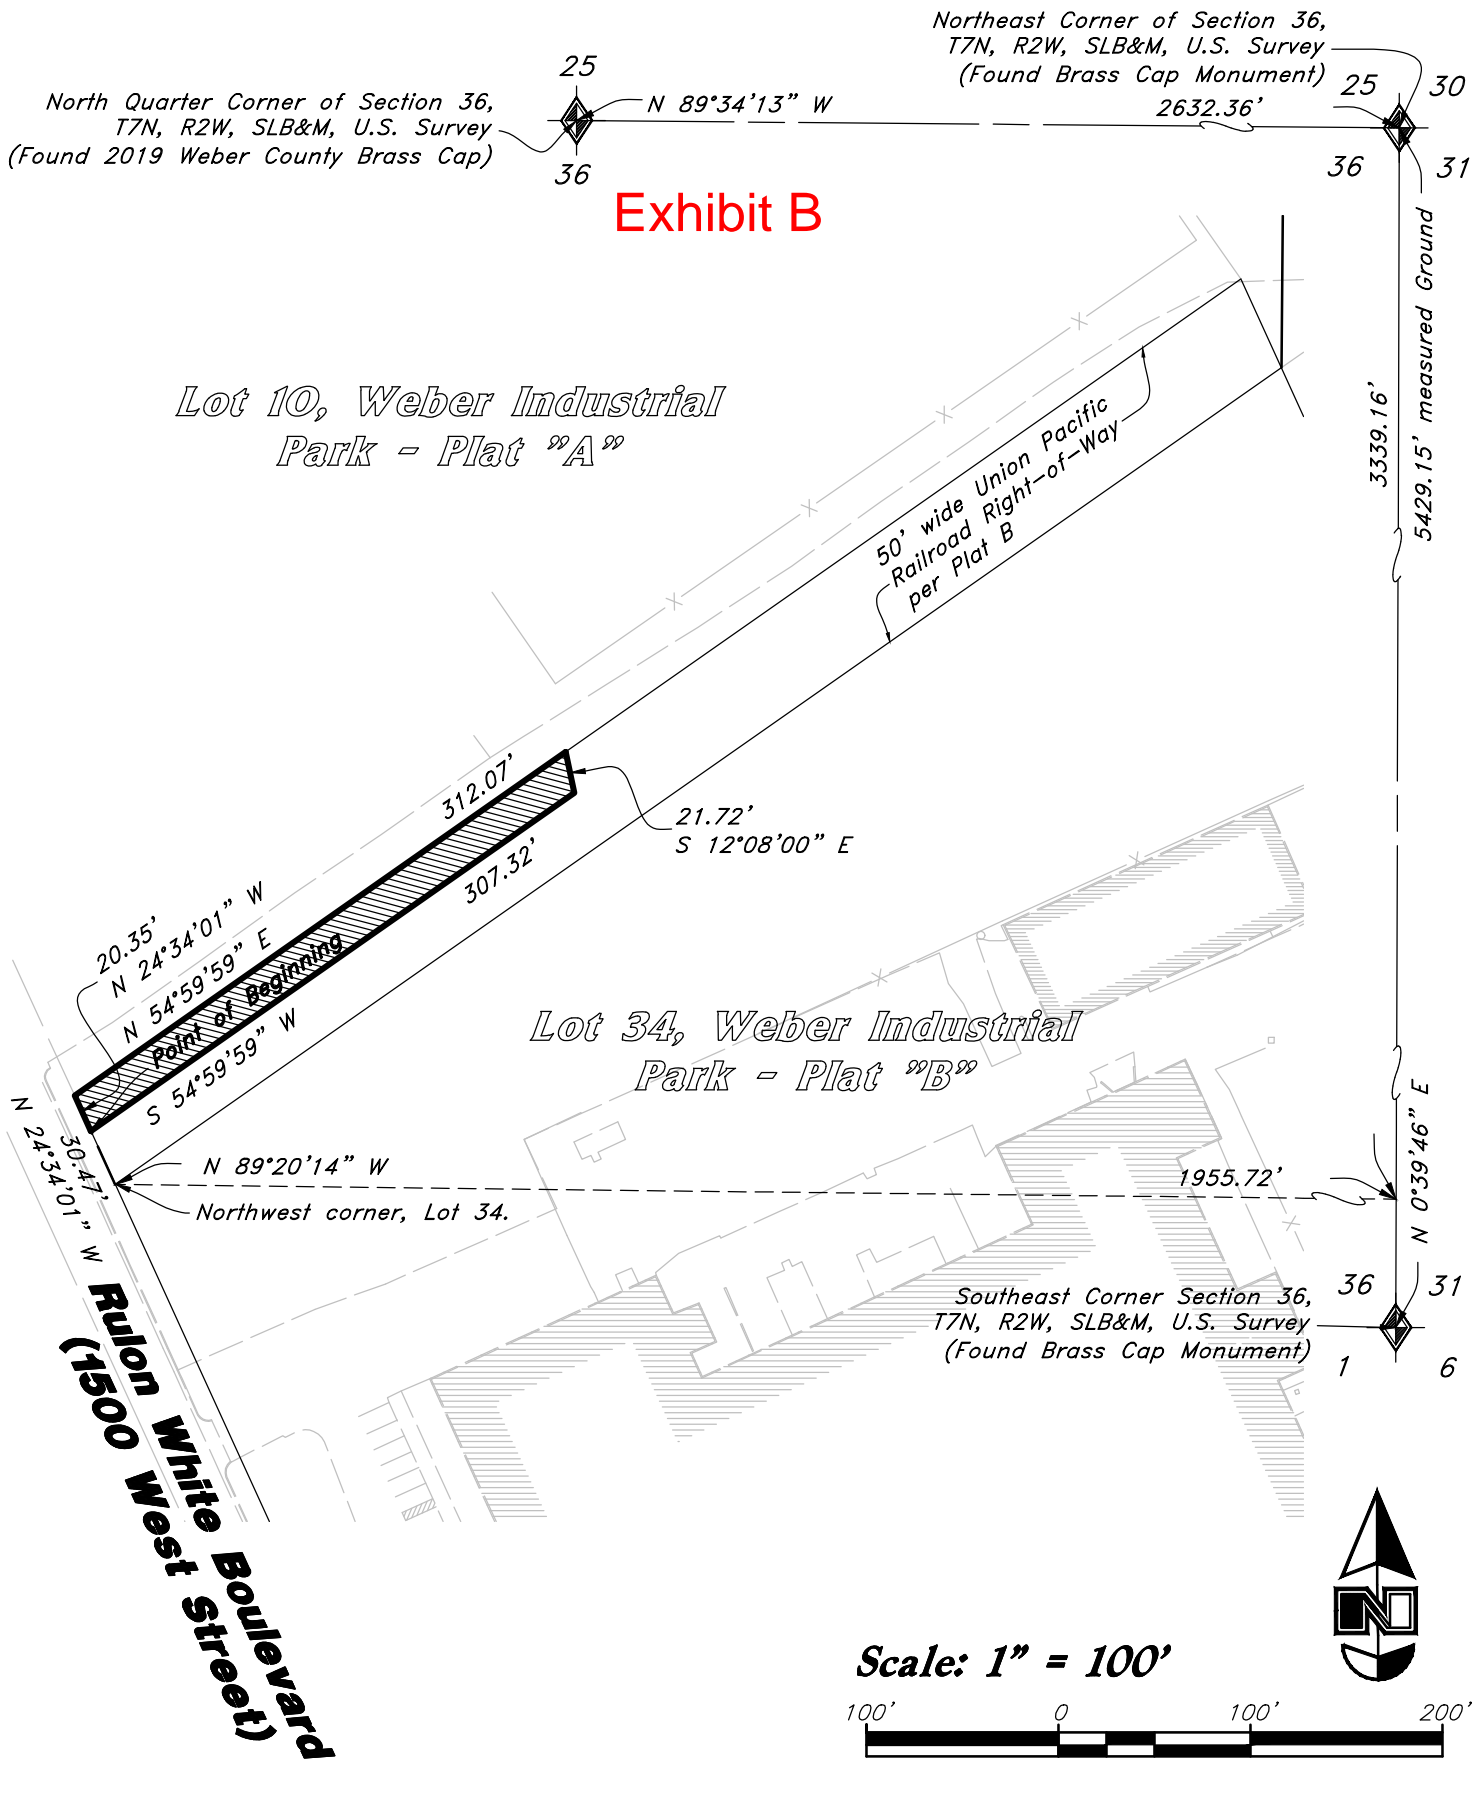 Northeast Corner of Section 36,
T7N, R2W, SLB&M, U.S. Survey
(Found Brass Cap Monument)
25
30
25
North Quarter Corner of Section 36,
T7N, R2W, SLB&M, U.S. Survey
(Found 2019 Weber County Brass Cap)
N 89°34'13" W
2632.36'
36
36
31
Exhibit B
5429.15' measured Ground
3339.16'
Lot 10, Weber Industrial
Park - Plat "A"
50' wide Union Pacific
Railroad Right-of-Way
per Plat B
312.07'
21.72'
S 12°08'00" E
307.32'
20.35'
N 24°34'01" W
N 54°59'59" E
Point of Beginning
S 54°59'59" W
Lot 34, Weber Industrial
Park - Plat "B"
30.47'
N 24°34'01" W
N 89°20'14" W
1955.72'
N 0°39'46" E
Northwest corner, Lot 34.
Southeast Corner Section 36,
T7N, R2W, SLB&M, U.S. Survey
(Found Brass Cap Monument)
36
31
1
6
Rulon White Boulevard
(1500 West Street)
N
Scale: 1" = 100'
100'
0
100'
200'